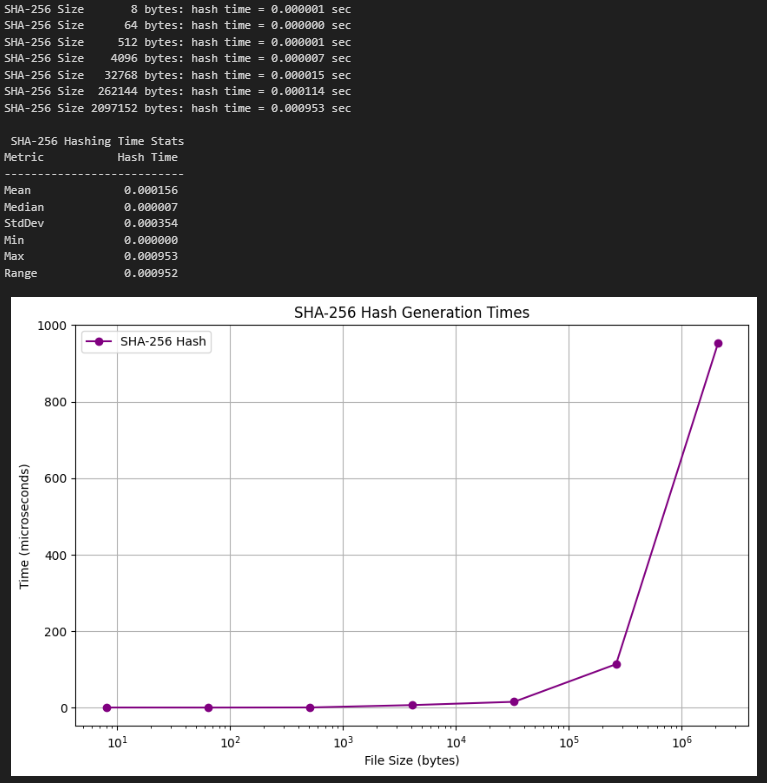 SHA-256 Size       8 bytes: hash time = 0.000001 sec
SHA-256 Size      64 bytes: hash time = 0.000000 sec
SHA-256 Size     512 bytes: hash time = 0.000001 sec
SHA-256 Size    4096 bytes: hash time = 0.000007 sec
SHA-256 Size   32768 bytes: hash time = 0.000015 sec
SHA-256 Size  262144 bytes: hash time = 0.000114 sec
SHA-256 Size 2097152 bytes: hash time = 0.000953 sec
SHA-256 Hashing Time Stats
Metric           Hash Time
---------------------------
Mean              0.000156
Median            0.000007
StdDev            0.000354
Min               0.000000
Max               0.000953
Range             0.000952
SHA-256 Hash Generation Times
SHA-256 Hash
Time (microseconds)
1000
800
600
400
200
0
10¹ 10² 10³ 10⁴ 10⁵ 10⁶
File Size (bytes)